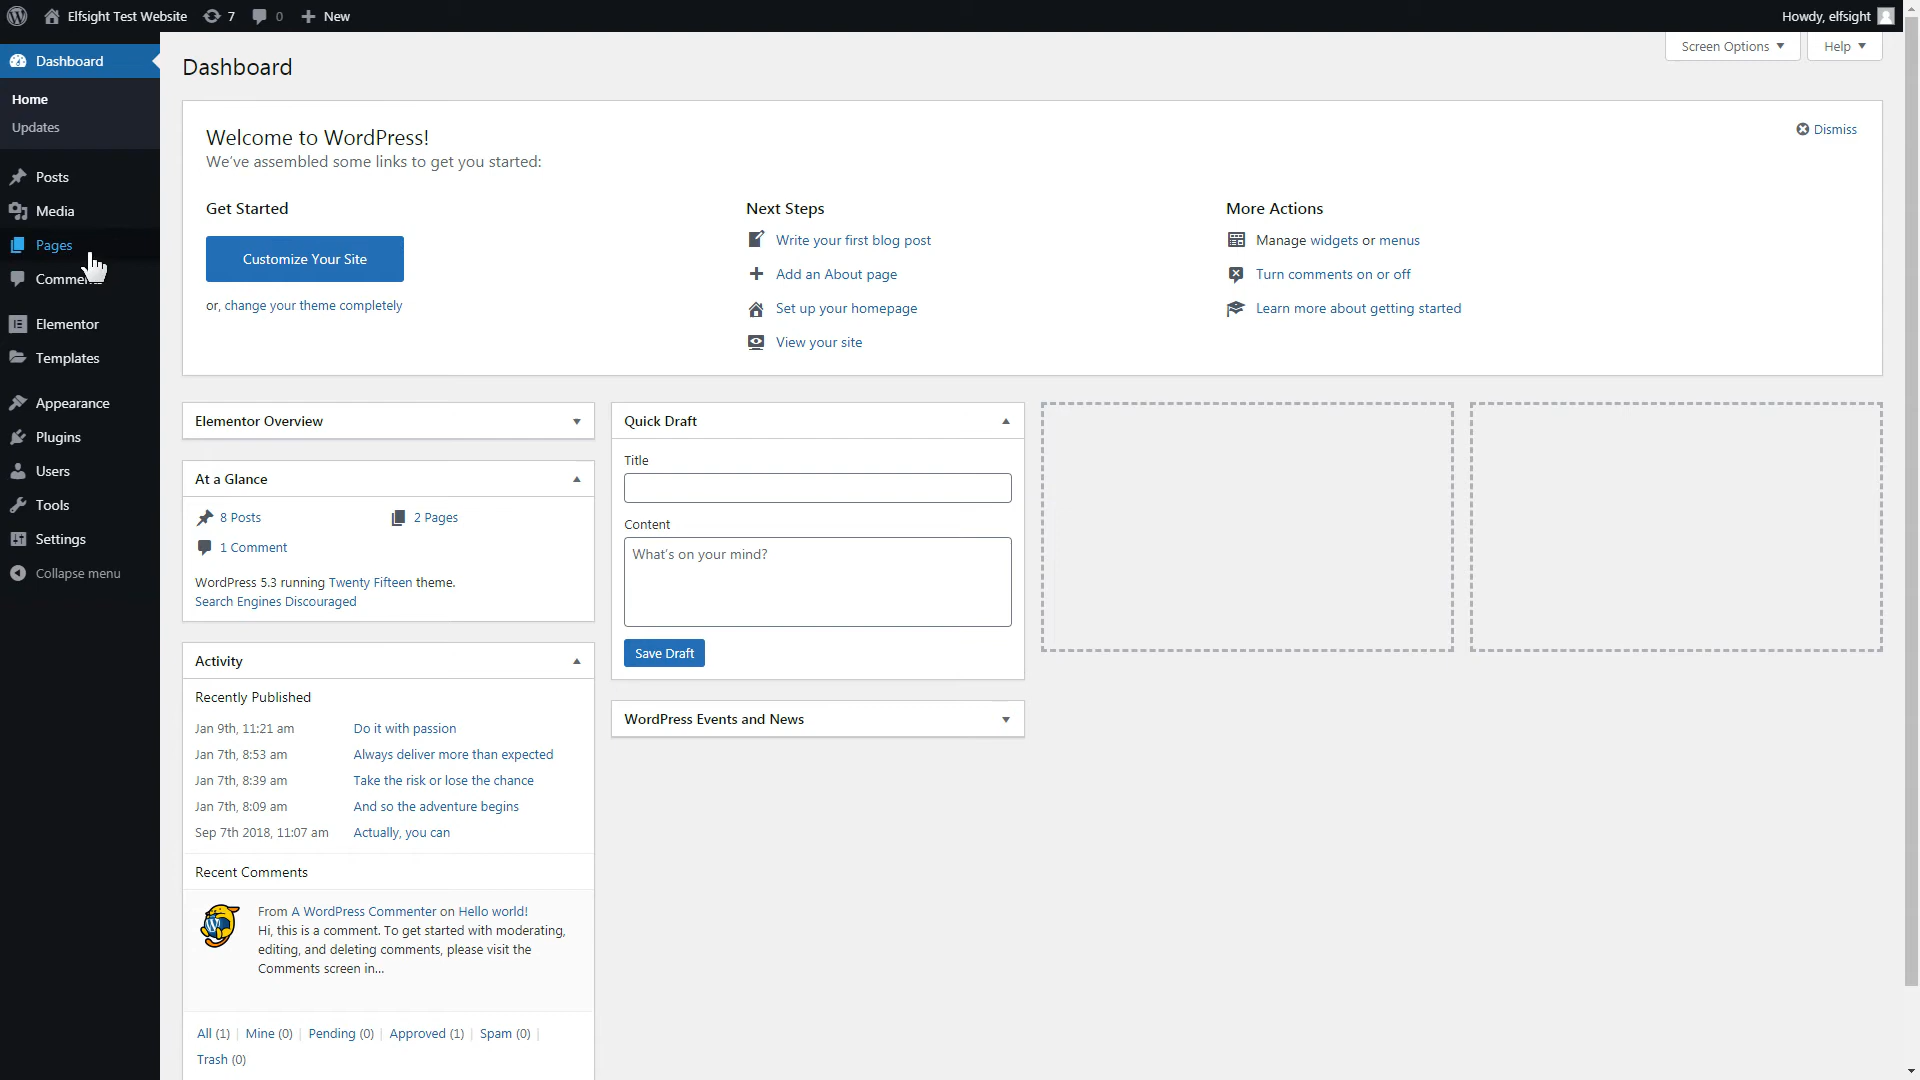 Elfsight Test Website 7 0 New Howdy, elfsight
Screen Options Help
Dashboard
Home
Updates
Posts
Media
Pages
Elementor
Templates
Appearance
Plugins
Users
Tools
Settings
Collapse menu
Dashboard
Welcome to WordPress!
Dismiss
We've assembled some links to get you started:
Get Started
Customize Your Site
or, change your theme completely
Next Steps
Write your first blog post
Add an About page
Set up your homepage
View your site
More Actions
Manage widgets or menus
Turn comments on or off
Learn more about getting started
Elementor Overview
At a Glance
8 Posts 2 Pages
1 Comment
WordPress 5.3 running Twenty Fifteen theme.
Search Engines Discouraged
Activity
Recently Published
Jan 9th, 11:21 am Do it with passion
Jan 7th, 8:53 am Always deliver more than expected
Jan 7th, 8:39 am Take the risk or lose the chance
Jan 7th, 8:09 am And so the adventure begins
Sep 7th 2018, 11:07 am Actually, you can
Recent Comments
From A WordPress Commenter on Hello world!
Hi, this is a comment. To get started with moderating,
editing, and deleting comments, please visit the
Comments screen in...
All (1) | Mine (0) | Pending (0) | Approved (1) | Spam (0) |
Trash (0)
Quick Draft
Title
Content
What's on your mind?
Save Draft
WordPress Events and News